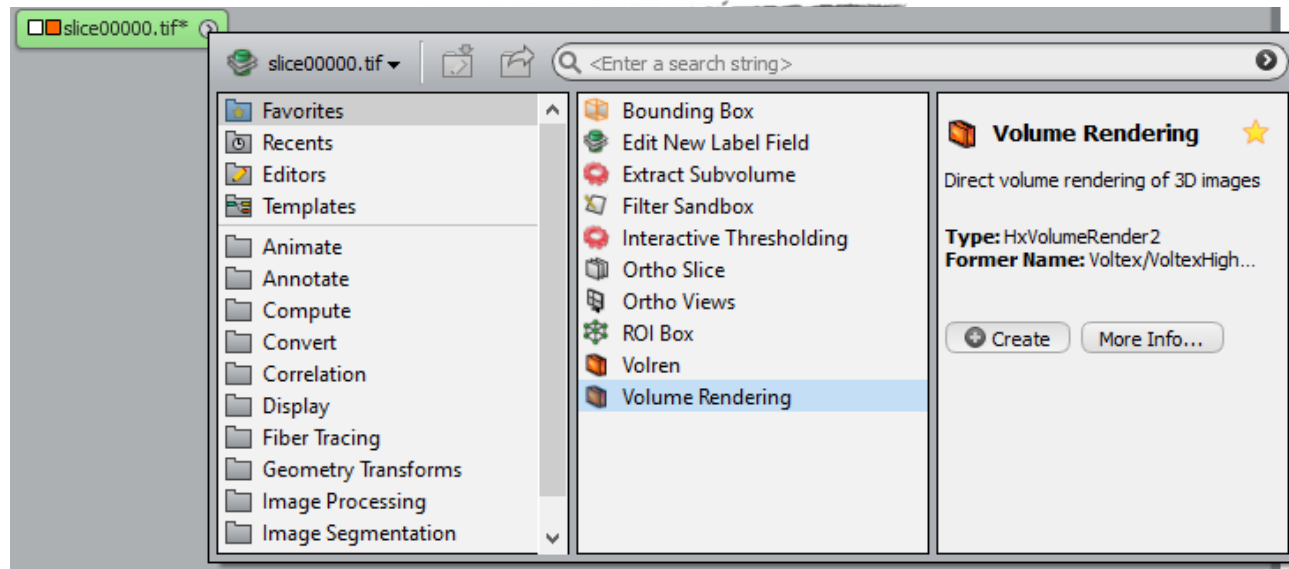 slice00000.tif*
slice00000.tif
<Enter a search string>
Favorites
Recents
Editors
Templates
Animate
Annotate
Compute
Convert
Correlation
Display
Fiber Tracing
Geometry Transforms
Image Processing
Image Segmentation
Bounding Box
Edit New Label Field
Extract Subvolume
Filter Sandbox
Interactive Thresholding
Ortho Slice
Ortho Views
ROI Box
Volren
Volume Rendering
Volume Rendering
Direct volume rendering of 3D images
Type: HxVolumeRender2
Former Name: Voltex/VoltexHigh...
Create
More Info...